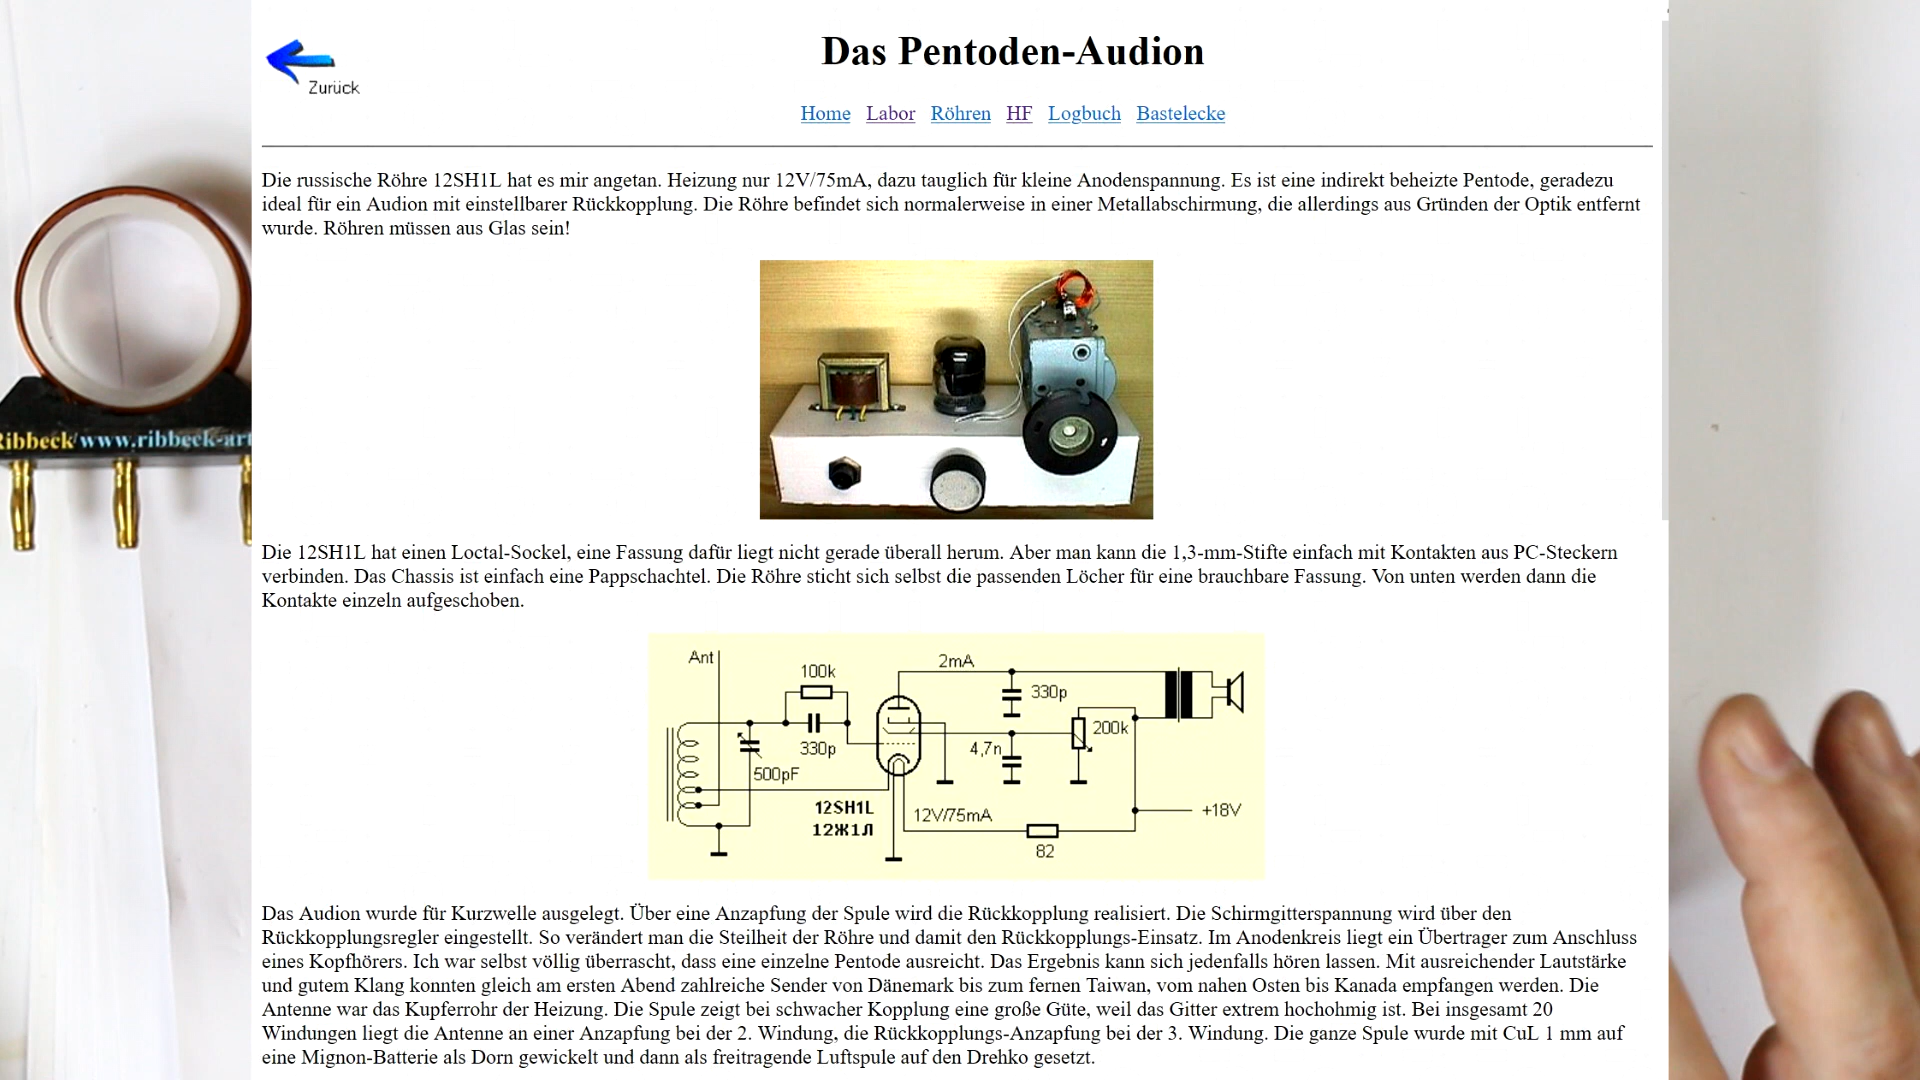 Das Pentoden-Audion
Zurück
Home Labor Röhren HF Logbuch Bastelecke
Die russische Röhre 12SH1L hat es mir angetan. Heizung nur 12V/75mA, dazu tauglich für kleine Anodenspannung. Es ist eine indirekt beheizte Pentode, geradezu
ideal für ein Audion mit einstellbarer Rückkopplung. Die Röhre befindet sich normalerweise in einer Metallabschirmung, die allerdings aus Gründen der Optik entfernt
wurde. Röhren müssen aus Glas sein!
Ribbeck/www.ribbeck-art
Die 12SH1L hat einen Loctal-Sockel, eine Fassung dafür liegt nicht gerade überall herum. Aber man kann die 1,3-mm-Stifte einfach mit Kontakten aus PC-Steckern
verbinden. Das Chassis ist einfach eine Pappschachtel. Die Röhre sticht sich selbst die passenden Löcher für eine brauchbare Fassung. Von unten werden dann die
Kontakte einzeln aufgeschoben.
Ant
100k
2mA
330p
200k
330p
4,7n
500pF
12SH1L
12Ж1Л
12V/75mA
+18V
82
Das Audion wurde für Kurzwelle ausgelegt. Über eine Anzapfung der Spule wird die Rückkopplung realisiert. Die Schirmgitterspannung wird über den
Rückkopplungsregler eingestellt. So verändert man die Steilheit der Röhre und damit den Rückkopplungs-Einsatz. Im Anodenkreis liegt ein Übertrager zum Anschluss
eines Kopfhörers. Ich war selbst völlig überrascht, dass eine einzelne Pentode ausreicht. Das Ergebnis kann sich jedenfalls hören lassen. Mit ausreichender Lautstärke
und gutem Klang konnten gleich am ersten Abend zahlreiche Sender von Dänemark bis zum fernen Taiwan, vom nahen Osten bis Kanada empfangen werden. Die
Antenne war das Kupferrohr der Heizung. Die Spule zeigt bei schwacher Kopplung eine große Güte, weil das Gitter extrem hochohmig ist. Bei insgesamt 20
Windungen liegt die Antenne an einer Anzapfung bei der 2. Windung, die Rückkopplungs-Anzapfung bei der 3. Windung. Die ganze Spule wurde mit CuL 1 mm auf
eine Mignon-Batterie als Dorn gewickelt und dann als freitragende Luftspule auf den Drehko gesetzt.